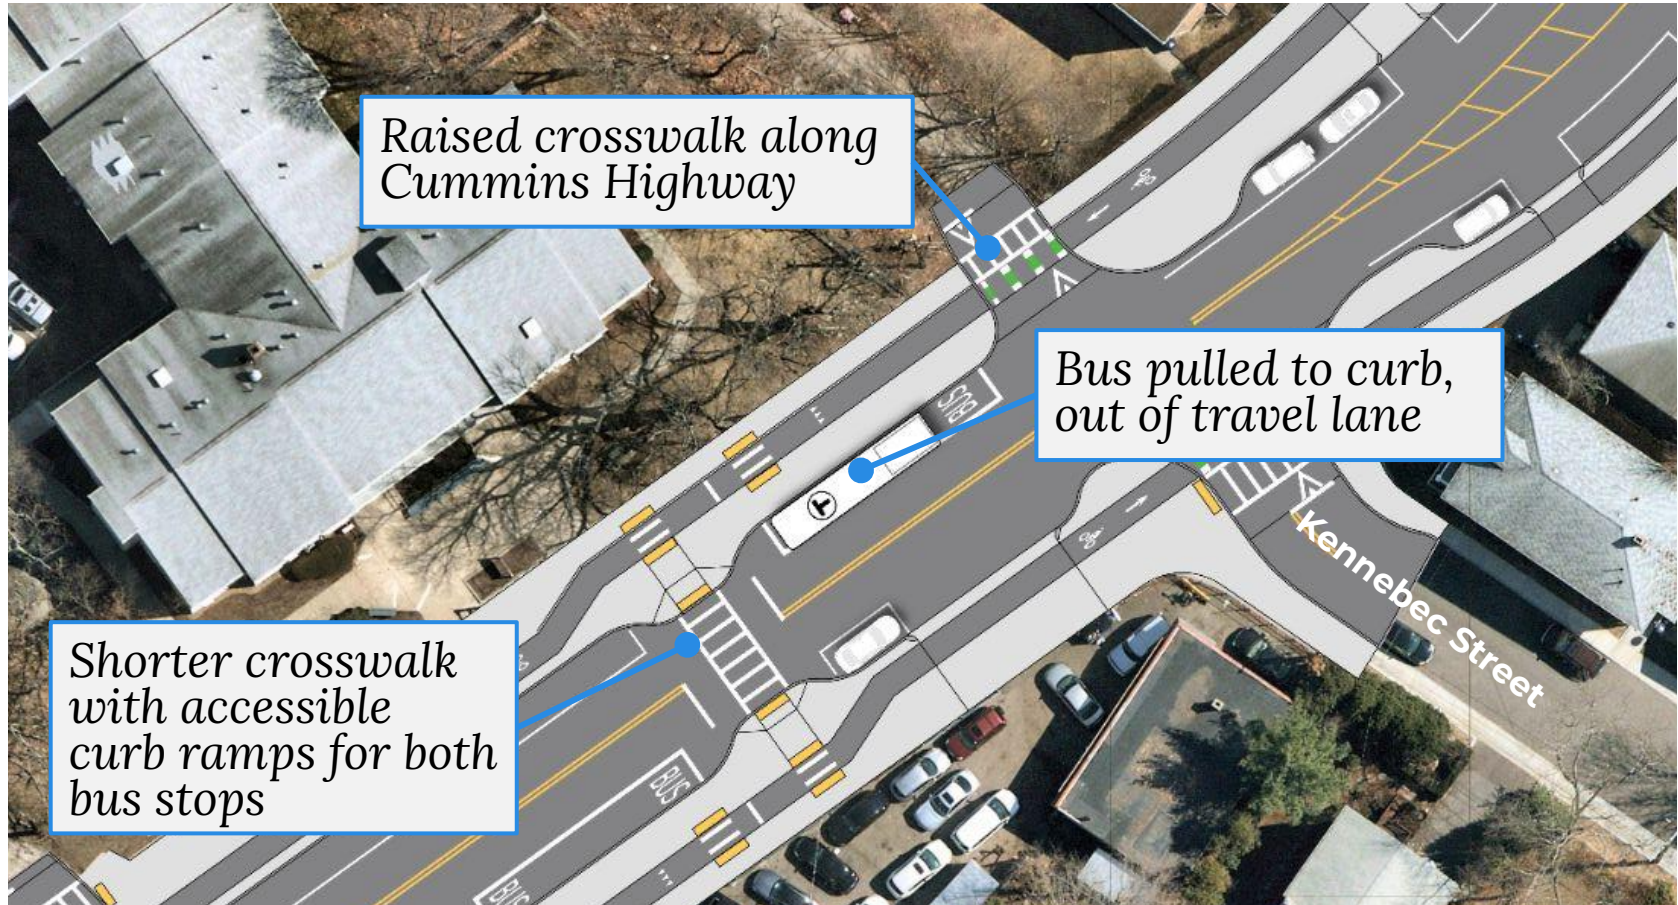 Raised crosswalk along
Cummins Highway
BUS
Bus pulled to curb,
out of travel lane
T
Kennebec Street
Shorter crosswalk
with accessible
curb ramps for both
bus stops
BUS
BUS